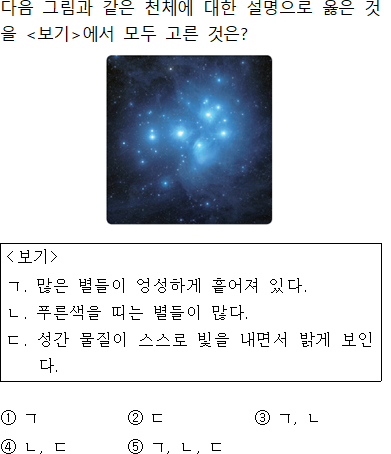 다음 그림과 같은 천체에 대한 설명으로 옳은 것
을 <보기>에서 모두 고른 것은?
<보기>
ㄱ. 많은 별들이 엉성하게 흩어져 있다.
ㄴ. 푸른색을 띠는 별들이 많다.
ㄷ. 성간 물질이 스스로 빛을 내면서 밝게 보인
다.
① ㄱ ② ㄷ ③ ㄱ, ㄴ
④ ㄴ, ㄷ ⑤ ㄱ, ㄴ, ㄷ